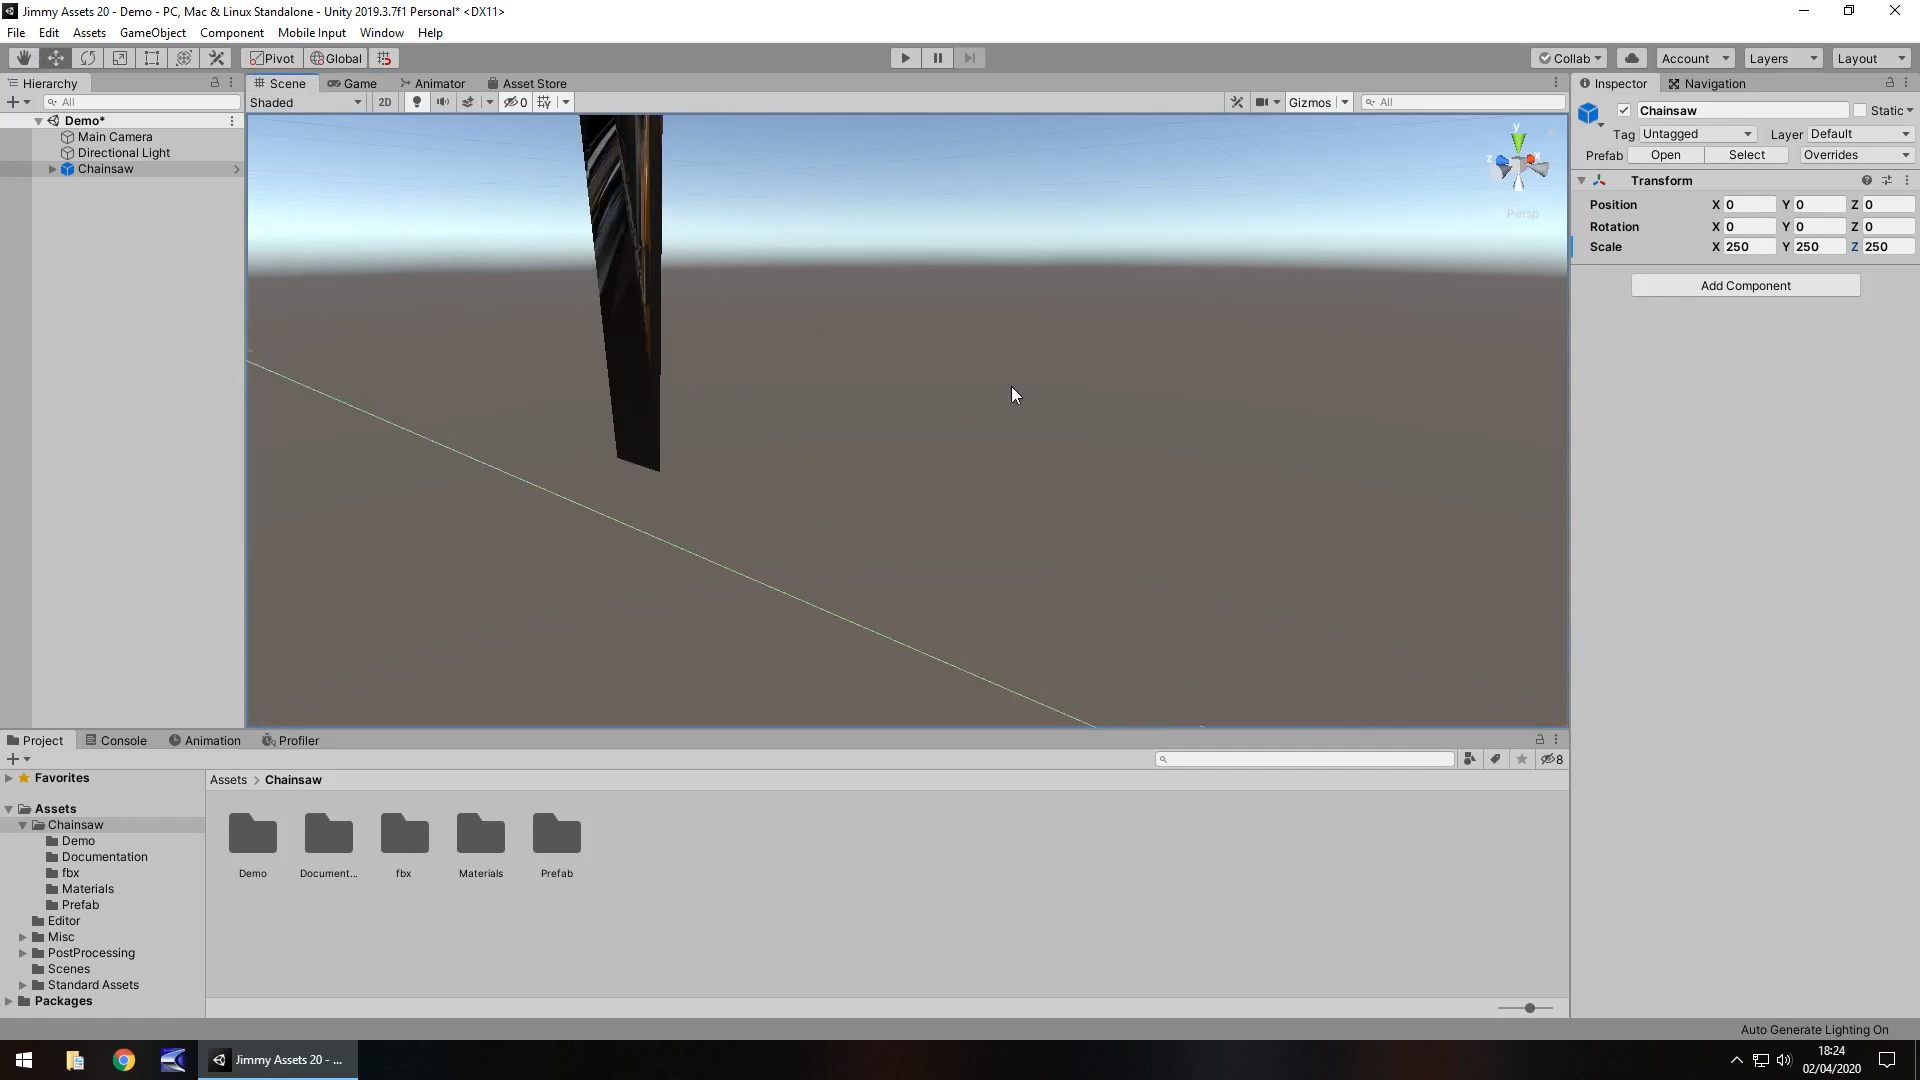 Jimmy Assets 20 - Demo - PC, Mac & Linux Standalone - Unity 2019.3.7f1 Personal* <DX11>
File Edit Assets GameObject Component Mobile Input Window Help
Pivot Global Collab Account Layers Layout
Hierarchy
All
Demo*
Main Camera
Directional Light
Chainsaw
Scene Game Animator Asset Store
Shaded 2D 0 Gizmos All
y
z x
Persp
Inspector Navigation
Chainsaw Static
Tag Untagged Layer Default
Prefab Open Select Overrides
Transform
Position X 0 Y 0 Z 0
Rotation X 0 Y 0 Z 0
Scale X 250 Y 250 Z 250
Add Component
Project Console Animation Profiler
8
Favorites
Assets
Chainsaw
Demo
Documentation
fbx
Materials
Prefab
Editor
Misc
PostProcessing
Scenes
Standard Assets
Packages
Assets > Chainsaw
Demo Document... fbx Materials Prefab
Auto Generate Lighting On
Jimmy Assets 20 - ...
18:24
02/04/2020